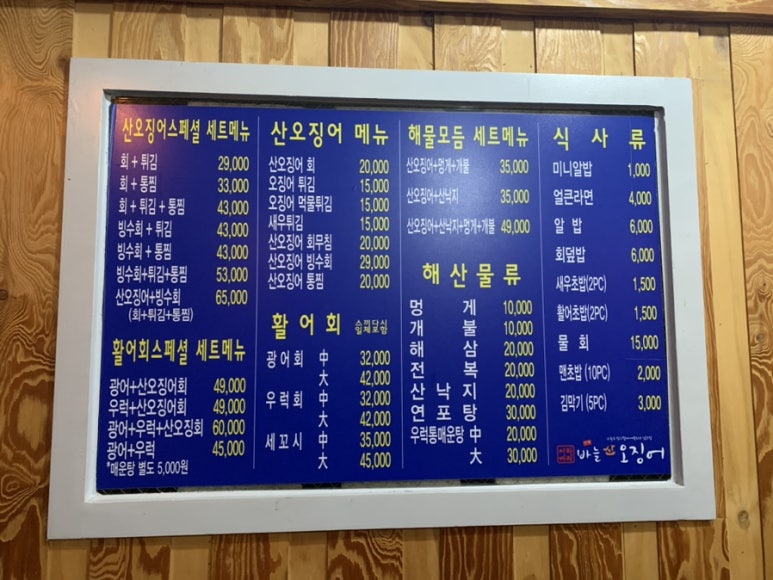 산오징어스페셜 세트메뉴
회 + 튀김 29,000
회 + 통찜 33,000
회 + 튀김 + 통찜 43,000
빙수회 + 튀김 43,000
빙수회 + 통찜 43,000
빙수회+튀김+통찜 53,000
산오징어+빙수회 65,000
(회+튀김+통찜)
활어회스페셜 세트메뉴
광어+산오징어회 49,000
우럭+산오징어회 49,000
광어+우럭+산오징어회 60,000
광어+우럭 45,000
*매운탕 별도 5,000원
산오징어 메뉴
산오징어 회 20,000
오징어 튀김 15,000
오징어 먹물튀김 15,000
새우튀김 15,000
산오징어 회무침 20,000
산오징어 빙수회 29,000
산오징어 통찜 20,000
활어회 스끼다시
일체포함
광어회 中 32,000
大 42,000
우럭회 中 32,000
大 42,000
세꼬시 中 35,000
大 45,000
해물모듬 세트메뉴
산오징어+멍게+개불 35,000
산오징어+산낙지 35,000
산오징어+산낙지+멍게+개불 49,000
해산물류
멍게 10,000
개불 10,000
해삼 20,000
전복 20,000
산낙지 20,000
연포탕 30,000
우럭통매운탕 中 20,000
大 30,000
식사류
미니알밥 1,000
얼큰라면 4,000
알밥 6,000
회덮밥 6,000
새우초밥(2PC) 1,500
활어초밥(2PC) 1,500
물회 15,000
맨초밥 (10PC) 2,000
김막기 (5PC) 3,000
바늘 산 오징어